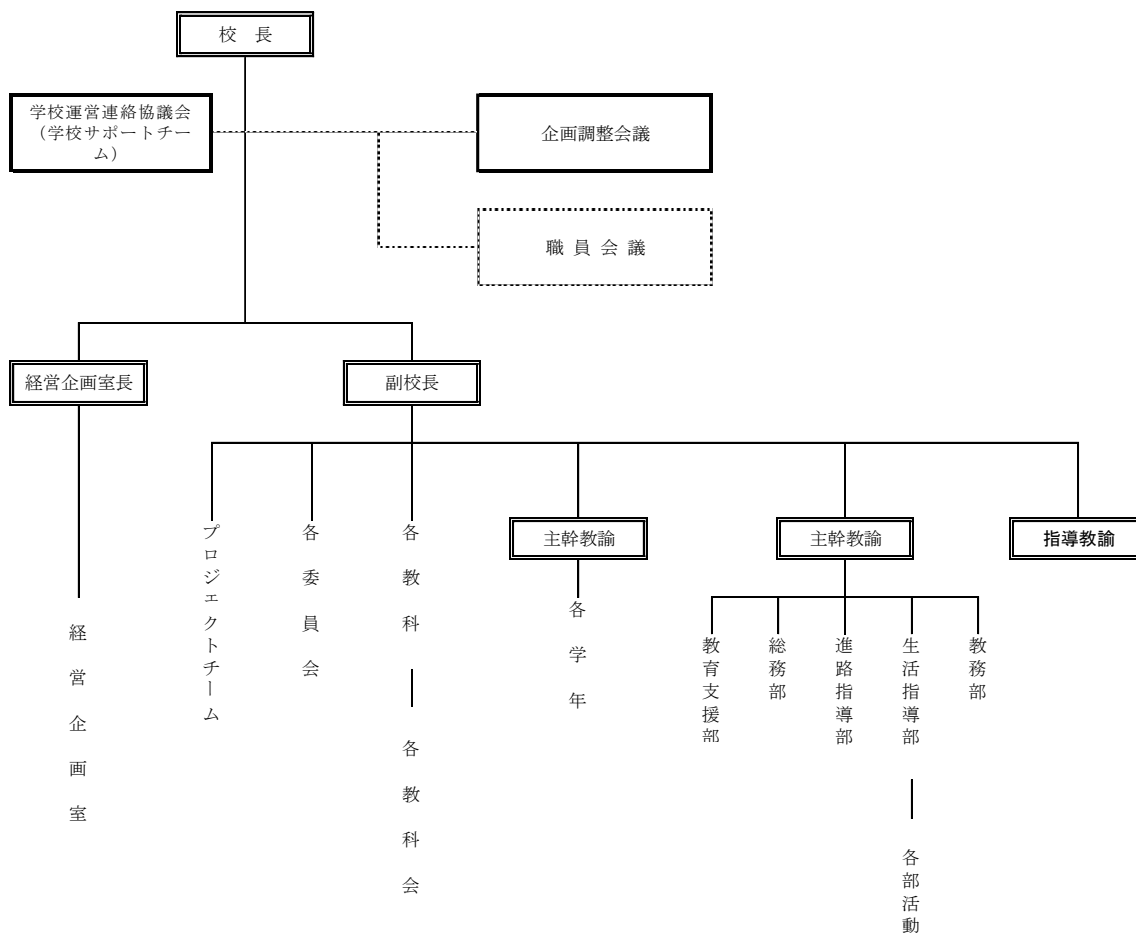 校 長
学校運営連絡協議会
（学校サポートチー
ム）
企画調整会議
職 員 会 議
経営企画室長
副校長
主幹教諭
主幹教諭
指導教諭
経営企画室
プロジェクトチーム
各委員会
各教科
各教科会
各学年
教育支援部
総務部
進路指導部
生活指導部
各部活動
教務部